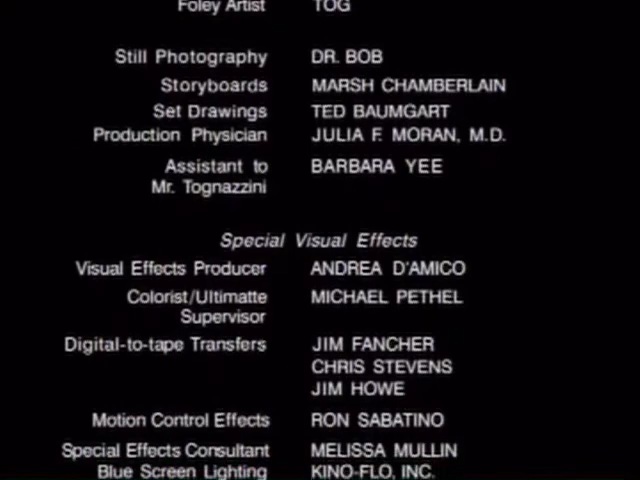 Foley Artist TOG
Still Photography DR. BOB
Storyboards MARSH CHAMBERLAIN
Set Drawings TED BAUMGART
Production Physician JULIA F. MORAN, M.D.
Assistant to BARBARA YEE
Mr. Tognazzini
Special Visual Effects
Visual Effects Producer ANDREA D'AMICO
Colorist/Ultimatte MICHAEL PETHEL
Supervisor
Digital-to-tape Transfers JIM FANCHER
CHRIS STEVENS
JIM HOWE
Motion Control Effects RON SABATINO
Special Effects Consultant MELISSA MULLIN
Blue Screen Lighting KINO-FLO, INC.